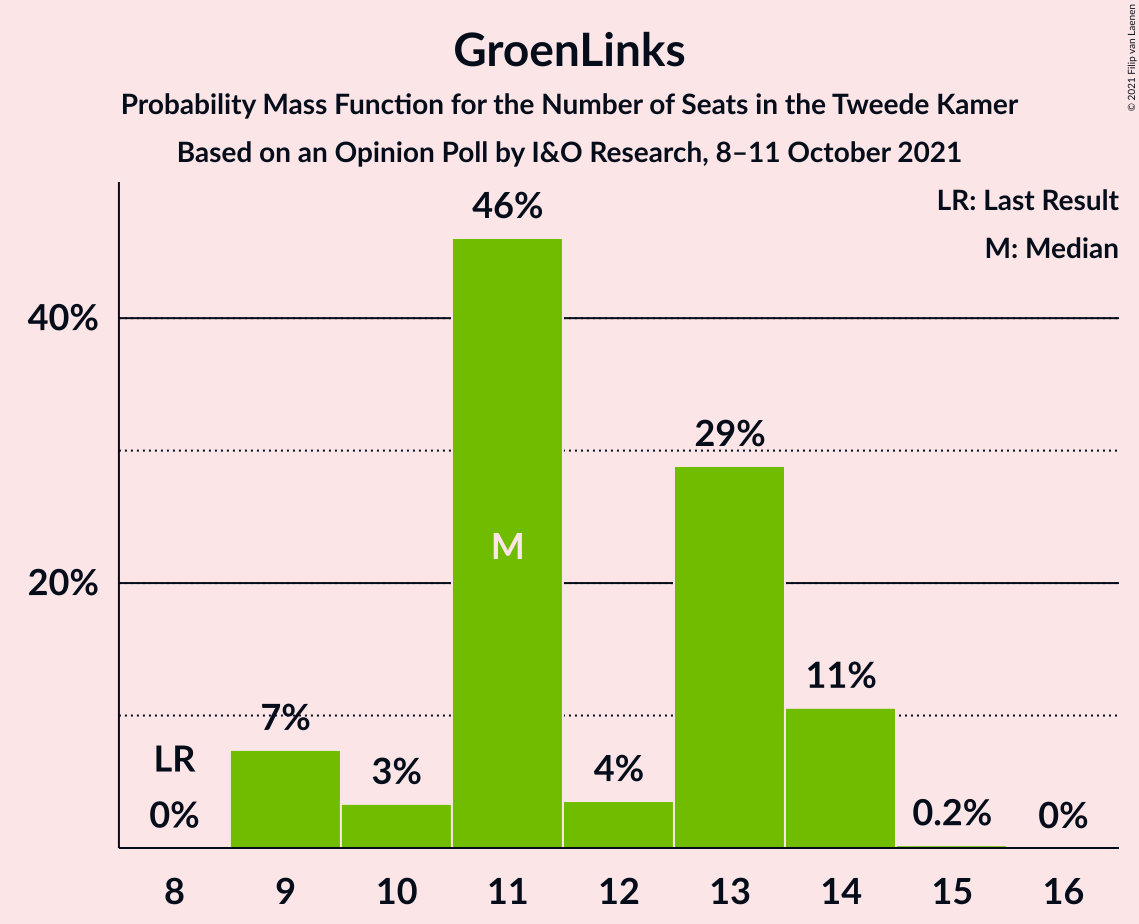 GroenLinks
Probability Mass Function for the Number of Seats in the Tweede Kamer
Based on an Opinion Poll by I&O Research, 8–11 October 2021
© 2021 Filip van Laenen
LR: Last Result
M: Median
46%
40%
29%
M
20%
11%
7%
LR
3%
4%
0%
0.2%
0%
8 9 10 11 12 13 14 15 16